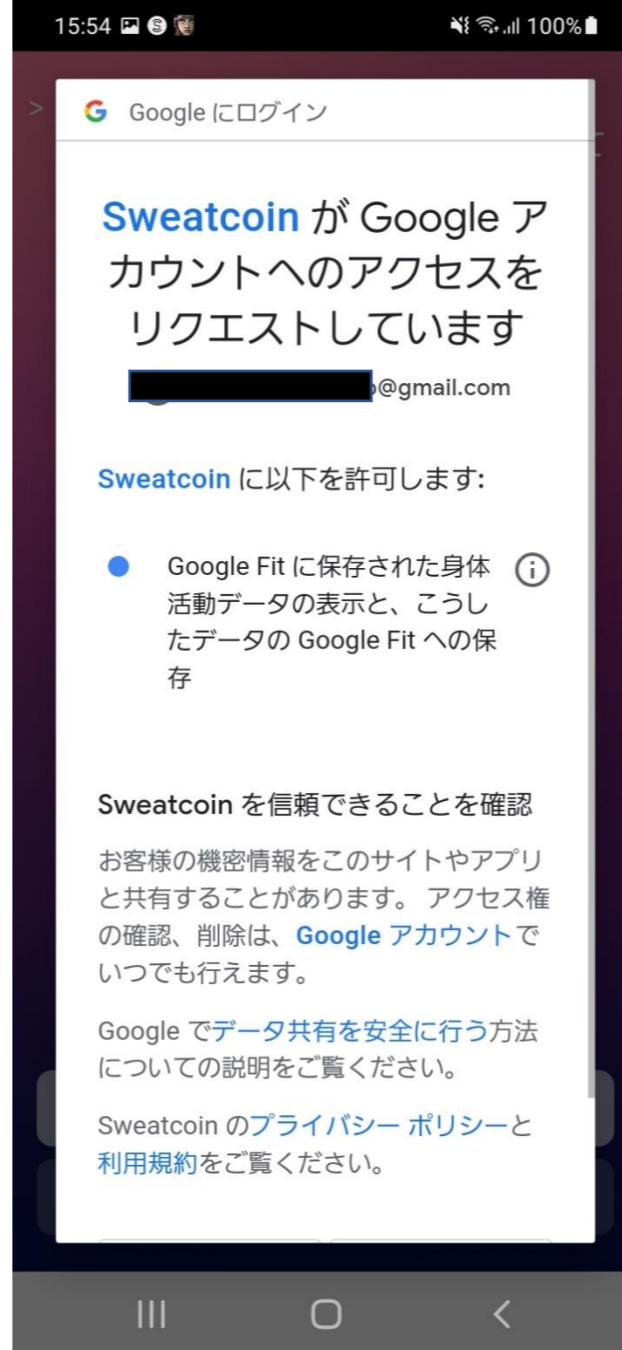 15:54 100%
Google にログイン
Sweatcoin が Google ア
カウントへのアクセスを
リクエストしています
@gmail.com
Sweatcoin に以下を許可します:
Google Fit に保存された身体
活動データの表示と、こうし
たデータの Google Fit への保
存
Sweatcoin を信頼できることを確認
お客様の機密情報をこのサイトやアプリ
と共有することがあります。 アクセス権
の確認、削除は、Google アカウントで
いつでも行えます。
Google でデータ共有を安全に行う方法
についての説明をご覧ください。
Sweatcoin のプライバシー ポリシーと
利用規約をご覧ください。